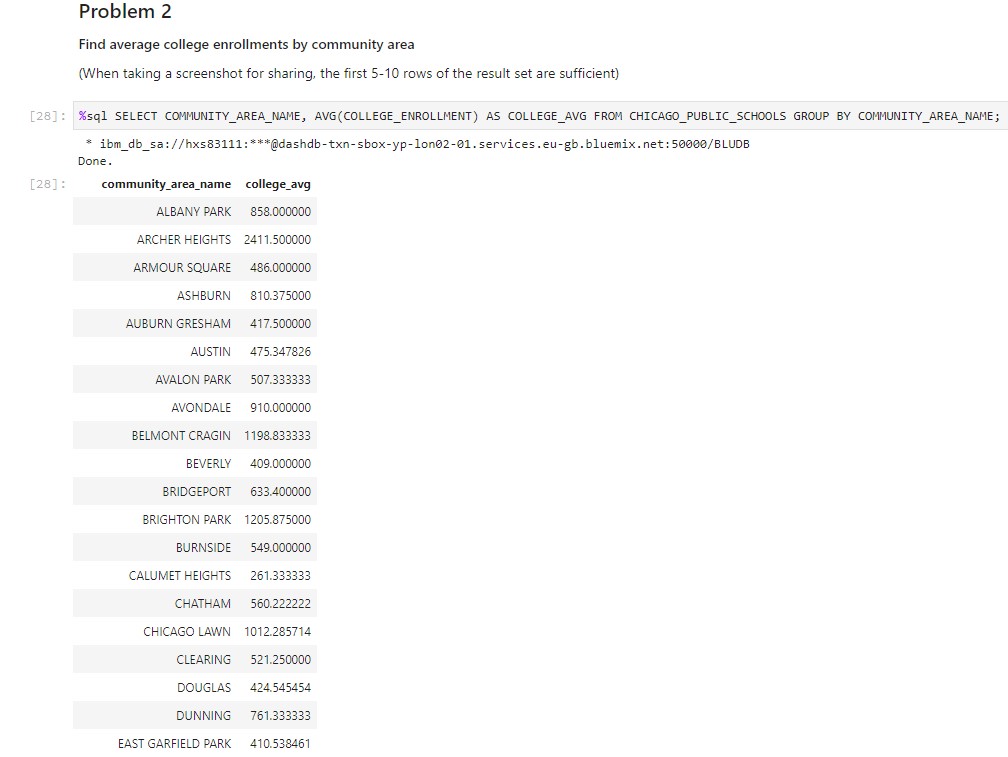 Problem 2
Find average college enrollments by community area
(When taking a screenshot for sharing, the first 5-10 rows of the result set are sufficient)
[28]: %sql SELECT COMMUNITY_AREA_NAME, AVG(COLLEGE_ENROLLMENT) AS COLLEGE_AVG FROM CHICAGO_PUBLIC_SCHOOLS GROUP BY COMMUNITY_AREA_NAME;
* ibm_db_sa://hxs83111:***@dashdb-txn-sbox-yp-lon02-01.services.eu-gb.bluemix.net:50000/BLUDB
Done.
[28]: community_area_name college_avg
ALBANY PARK 858.000000
ARCHER HEIGHTS 2411.500000
ARMOUR SQUARE 486.000000
ASHBURN 810.375000
AUBURN GRESHAM 417.500000
AUSTIN 475.347826
AVALON PARK 507.333333
AVONDALE 910.000000
BELMONT CRAGIN 1198.833333
BEVERLY 409.000000
BRIDGEPORT 633.400000
BRIGHTON PARK 1205.875000
BURNSIDE 549.000000
CALUMET HEIGHTS 261.333333
CHATHAM 560.222222
CHICAGO LAWN 1012.285714
CLEARING 521.250000
DOUGLAS 424.545454
DUNNING 761.333333
EAST GARFIELD PARK 410.538461